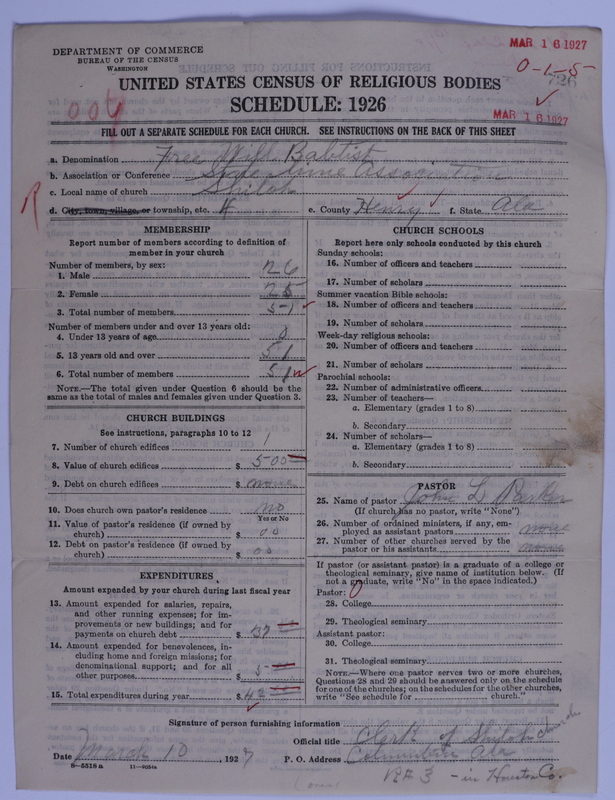 MAR 16 1927
DEPARTMENT OF COMMERCE
BUREAU OF THE CENSUS
WASHINGTON
0-1-5
UNITED STATES CENSUS OF RELIGIOUS BODIES
SCHEDULE: 1926
006
MAR 16 1927
FILL OUT A SEPARATE SCHEDULE FOR EACH CHURCH. SEE INSTRUCTIONS ON THE BACK OF THIS SHEET
a. Denomination Free Will Babtist
b. Association or Conference State Line Association
c. Local name of church Shiloh
R
d. City, town, village, or township, etc. e. County Henry f. State Ala
MEMBERSHIP
Report number of members according to definition of member in your church
Number of members, by sex:
1. Male 26
2. Female 25
3. Total number of members 51
Number of members under and over 13 years old:
4. Under 13 years of age 0
5. 13 years old and over 51
6. Total number of members 51
NOTE.—The total given under Question 6 should be the same as the total of males and females given under Question 3.
CHURCH BUILDINGS
See instructions, paragraphs 10 to 12
7. Number of church edifices 1
8. Value of church edifices $ 500
9. Debt on church edifices $ none
10. Does church own pastor's residence? no
Yes or No
11. Value of pastor's residence (if owned by church) $ 00
12. Debt on pastor's residence (if owned by church) $ 00
EXPENDITURES
Amount expended by your church during last fiscal year
13. Amount expended for salaries, repairs, and other running expenses; for improvements or new buildings; and for payments on church debt $ 37
14. Amount expended for benevolences, including home and foreign missions; for denominational support; and for all other purposes $ 5
15. Total expenditures during year $ 42
CHURCH SCHOOLS
Report here only schools conducted by this church
Sunday schools:
16. Number of officers and teachers
17. Number of scholars
Summer vacation Bible schools:
18. Number of officers and teachers
19. Number of scholars
Week-day religious schools:
20. Number of officers and teachers
21. Number of scholars
Parochial schools:
22. Number of administrative officers
23. Number of teachers—
a. Elementary (grades 1 to 8)
b. Secondary
24. Number of scholars—
a. Elementary (grades 1 to 8)
b. Secondary
PASTOR
25. Name of pastor John L Parker
(If church has no pastor, write "None")
26. Number of ordained ministers, if any, employed as assistant pastors none
27. Number of other churches served by the pastor or his assistants
If pastor (or assistant pastor) is a graduate of a college or theological seminary, give name of institution below. (If not a graduate, write "No" in the space indicated.)
Pastor: 0
28. College
29. Theological seminary
Assistant pastor:
30. College
31. Theological seminary
NOTE.—Where one pastor serves two or more churches, Questions 28 and 29 should be answered only on the schedule for one of the churches; on the schedules for the other churches, write "See schedule for church."
Signature of person furnishing information
Official title Clerk of Shiloh church
Date March 10, 1927 P. O. Address Columbia Ala
8-5518a 11-9054a
R#3 - in Houston Co.